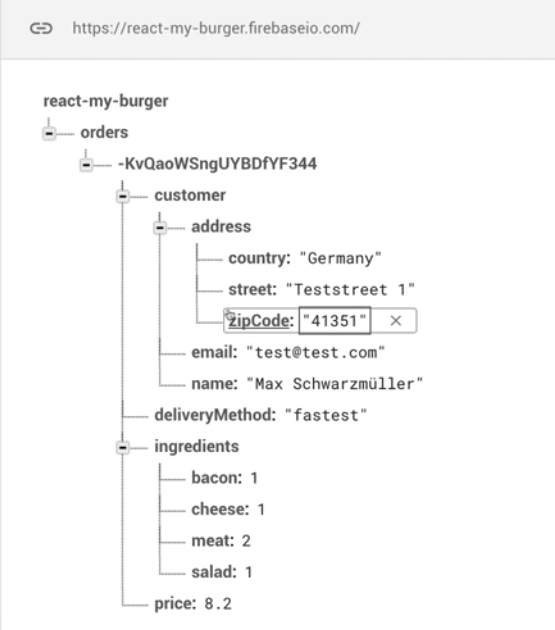 https://react-my-burger.firebaseio.com/
react-my-burger
orders
-KvQaoWSngUYBDfYF344
customer
address
country: "Germany"
street: "Teststreet 1"
zipCode: "41351" ×
email: "test@test.com"
name: "Max Schwarzmüller"
deliveryMethod: "fastest"
ingredients
bacon: 1
cheese: 1
meat: 2
salad: 1
price: 8.2